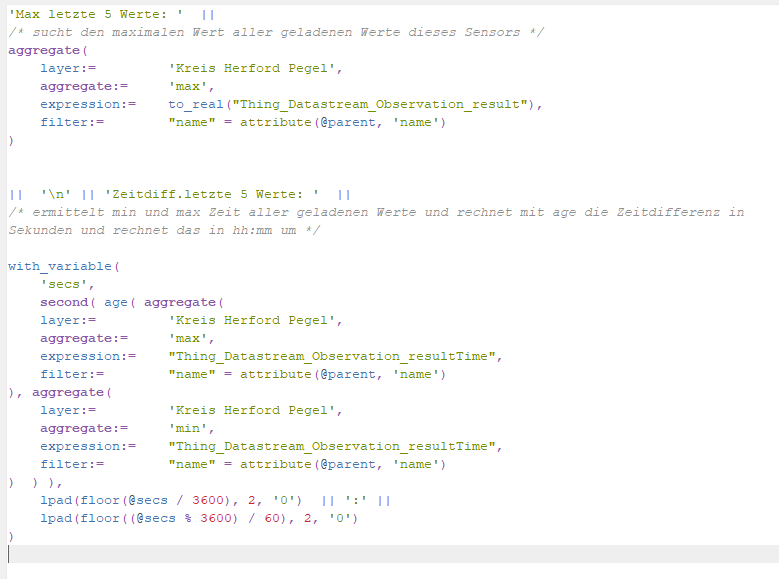 'Max letzte 5 Werte: '  ||
/* sucht den maximalen Wert aller geladenen Werte dieses Sensors */
aggregate(
    layer:=         'Kreis Herford Pegel',
    aggregate:=     'max',
    expression:=    to_real("Thing_Datastream_Observation_result"),
    filter:=        "name" = attribute(@parent, 'name')
)
||  '\n' || 'Zeitdiff.letzte 5 Werte: '  ||
/* ermittelt min und max Zeit aller geladenen Werte und rechnet mit age die Zeitdifferenz in
Sekunden und rechnet das in hh:mm um */
with_variable(
    'secs',
    second( age( aggregate(
    layer:=         'Kreis Herford Pegel',
    aggregate:=     'max',
    expression:=    "Thing_Datastream_Observation_resultTime",
    filter:=        "name" = attribute(@parent, 'name')
), aggregate(
    layer:=         'Kreis Herford Pegel',
    aggregate:=     'min',
    expression:=    "Thing_Datastream_Observation_resultTime",
    filter:=        "name" = attribute(@parent, 'name')
)  ) ),
    lpad(floor(@secs / 3600), 2, '0')  || ':' ||
    lpad(floor((@secs % 3600) / 60), 2, '0')
)